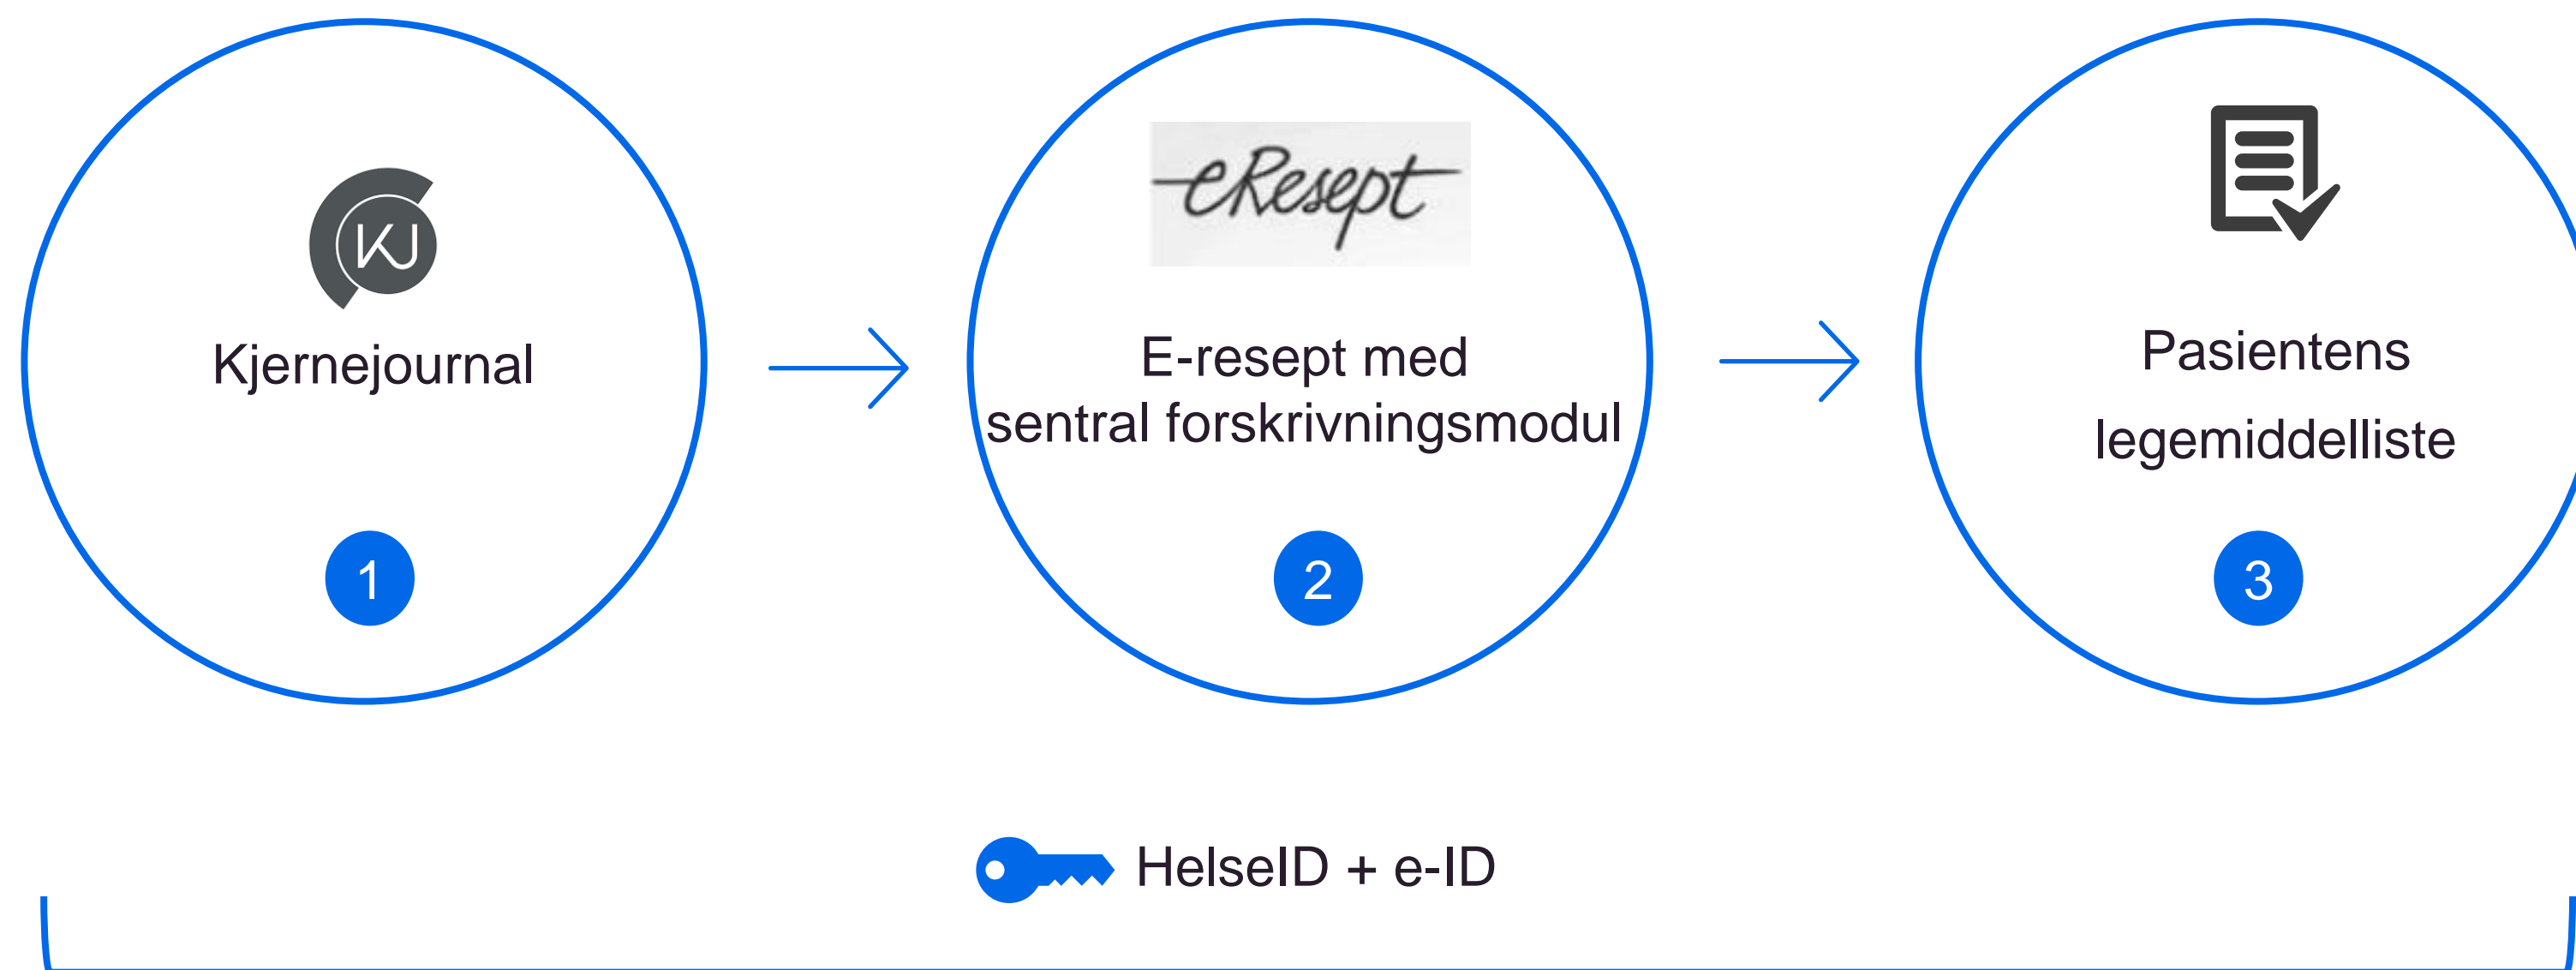 KJ
Kjernejournal
1
eResept
E-resept med
sentral forskrivningsmodul
2
Pasientens
legemiddelliste
3
HelseID + e-ID